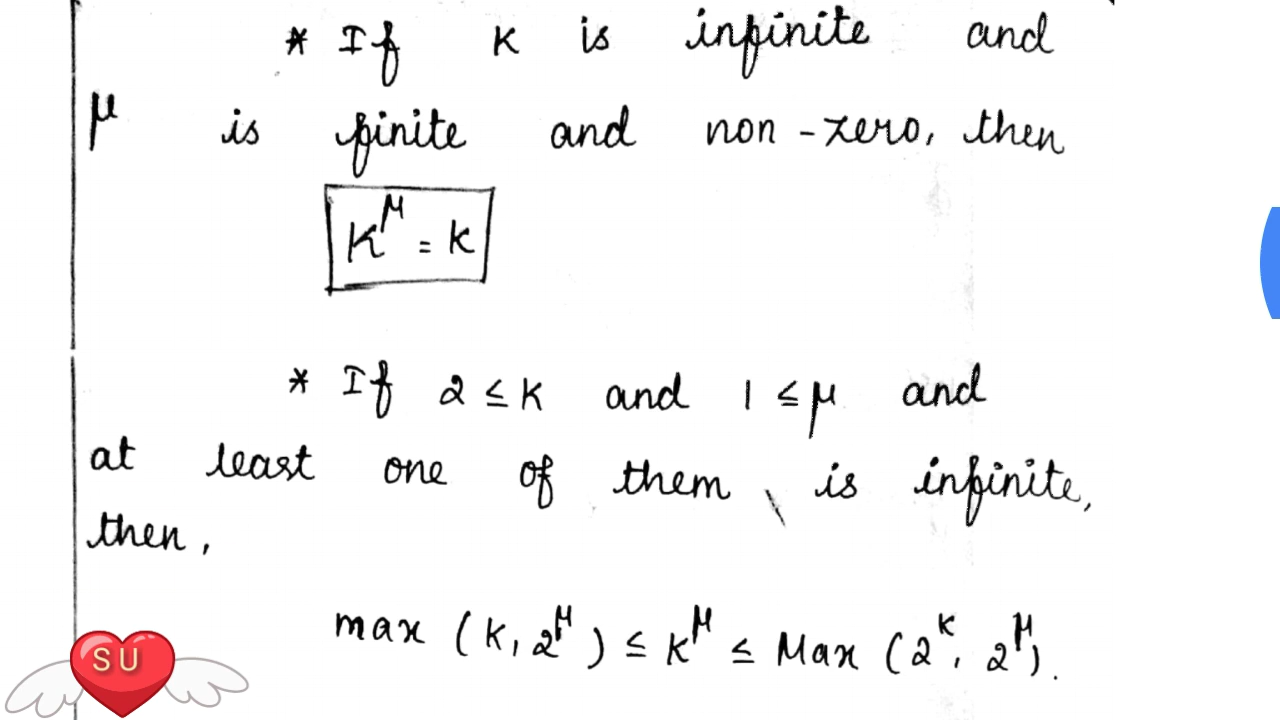 * If K is infinite and
μ is finite and non-zero, then
K^μ = k
* If 2 ≤ K and 1 ≤ μ and
at least one of them is infinite,
then,
max (K, 2^μ) ≤ K^μ ≤ Max (2^K, 2^μ).
SU